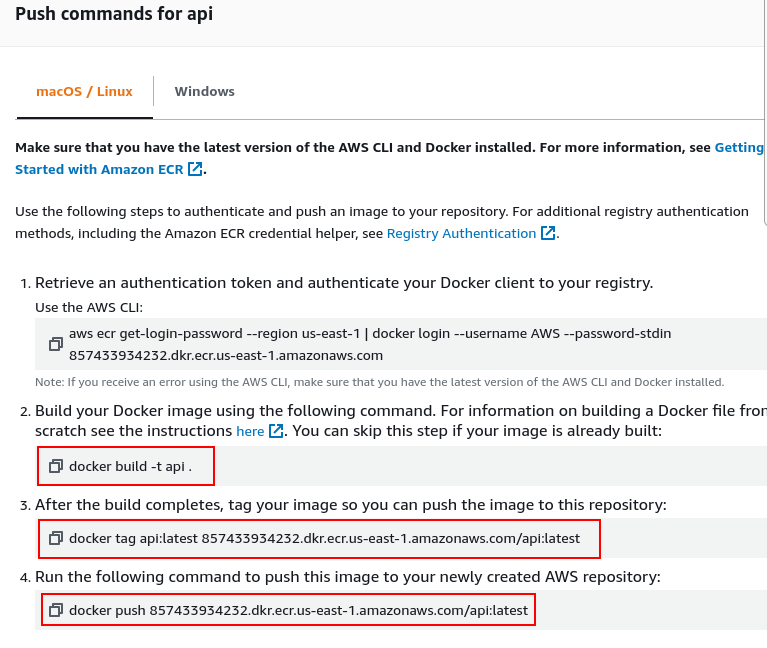 Push commands for api
macOS / Linux
Windows
Make sure that you have the latest version of the AWS CLI and Docker installed. For more information, see Getting
Started with Amazon ECR.
Use the following steps to authenticate and push an image to your repository. For additional registry authentication
methods, including the Amazon ECR credential helper, see Registry Authentication.
1. Retrieve an authentication token and authenticate your Docker client to your registry.
Use the AWS CLI:
aws ecr get-login-password --region us-east-1 | docker login --username AWS --password-stdin
857433934232.dkr.ecr.us-east-1.amazonaws.com
Note: If you receive an error using the AWS CLI, make sure that you have the latest version of the AWS CLI and Docker installed.
2. Build your Docker image using the following command. For information on building a Docker file from
scratch see the instructions here. You can skip this step if your image is already built:
docker build -t api .
3. After the build completes, tag your image so you can push the image to this repository:
docker tag api:latest 857433934232.dkr.ecr.us-east-1.amazonaws.com/api:latest
4. Run the following command to push this image to your newly created AWS repository:
docker push 857433934232.dkr.ecr.us-east-1.amazonaws.com/api:latest